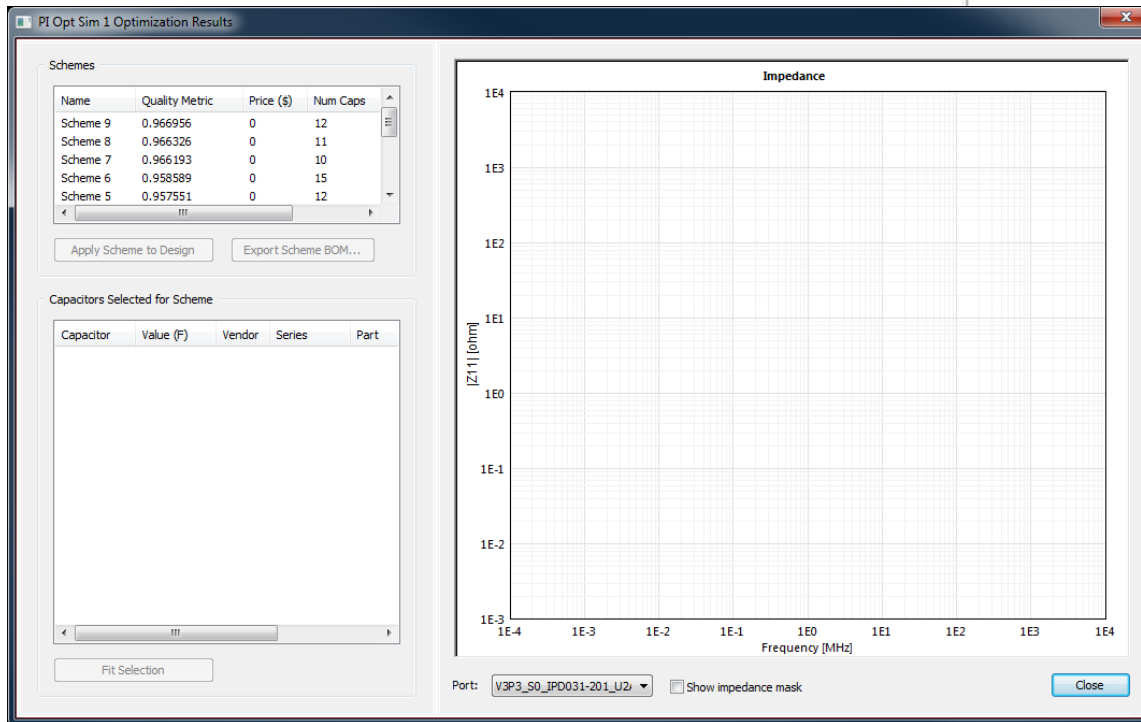 PI Opt Sim 1 Optimization Results
Schemes
Name Quality Metric Price ($) Num Caps
Scheme 9 0.966956 0 12
Scheme 8 0.966326 0 11
Scheme 7 0.966193 0 10
Scheme 6 0.958589 0 15
Scheme 5 0.957551 0 12
Apply Scheme to Design Export Scheme BOM...
Capacitors Selected for Scheme
Capacitor Value (F) Vendor Series Part
Fit Selection
Impedance
1E4
1E3
1E2
1E1
1E0
1E-1
1E-2
1E-3
|Z11| [ohm]
1E-4 1E-3 1E-2 1E-1 1E0 1E1 1E2 1E3 1E4
Frequency [MHz]
Port: V3P3_S0_IPD031-201_U2 Show impedance mask Close